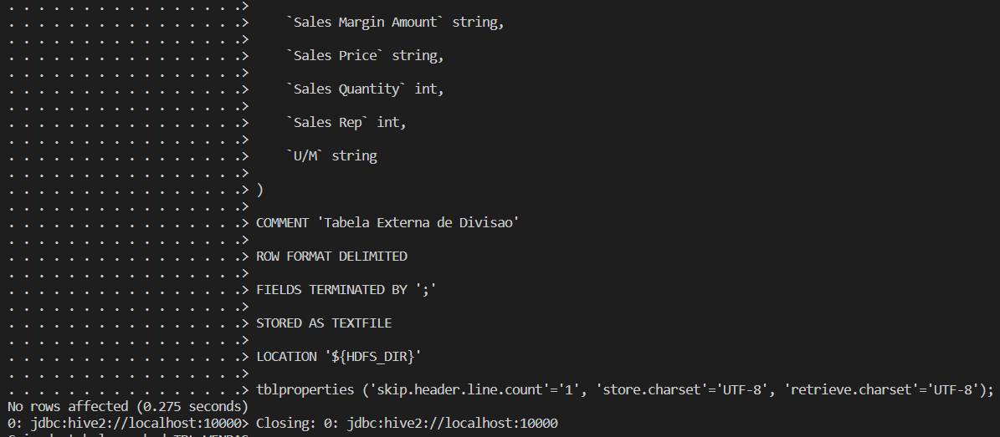 . . . . . . . . . . . . . . . .>
. . . . . . . . . . . . . . . .>     `Sales Margin Amount` string,
. . . . . . . . . . . . . . . .>
. . . . . . . . . . . . . . . .>     `Sales Price` string,
. . . . . . . . . . . . . . . .>
. . . . . . . . . . . . . . . .>     `Sales Quantity` int,
. . . . . . . . . . . . . . . .>
. . . . . . . . . . . . . . . .>     `Sales Rep` int,
. . . . . . . . . . . . . . . .>
. . . . . . . . . . . . . . . .>     `U/M` string
. . . . . . . . . . . . . . . .>
. . . . . . . . . . . . . . . .> )
. . . . . . . . . . . . . . . .>
. . . . . . . . . . . . . . . .> COMMENT 'Tabela Externa de Divisao'
. . . . . . . . . . . . . . . .>
. . . . . . . . . . . . . . . .> ROW FORMAT DELIMITED
. . . . . . . . . . . . . . . .>
. . . . . . . . . . . . . . . .> FIELDS TERMINATED BY ';'
. . . . . . . . . . . . . . . .>
. . . . . . . . . . . . . . . .> STORED AS TEXTFILE
. . . . . . . . . . . . . . . .>
. . . . . . . . . . . . . . . .> LOCATION '${HDFS_DIR}'
. . . . . . . . . . . . . . . .>
. . . . . . . . . . . . . . . .> tblproperties ('skip.header.line.count'='1', 'store.charset'='UTF-8', 'retrieve.charset'='UTF-8');
No rows affected (0.275 seconds)
0: jdbc:hive2://localhost:10000> Closing: 0: jdbc:hive2://localhost:10000